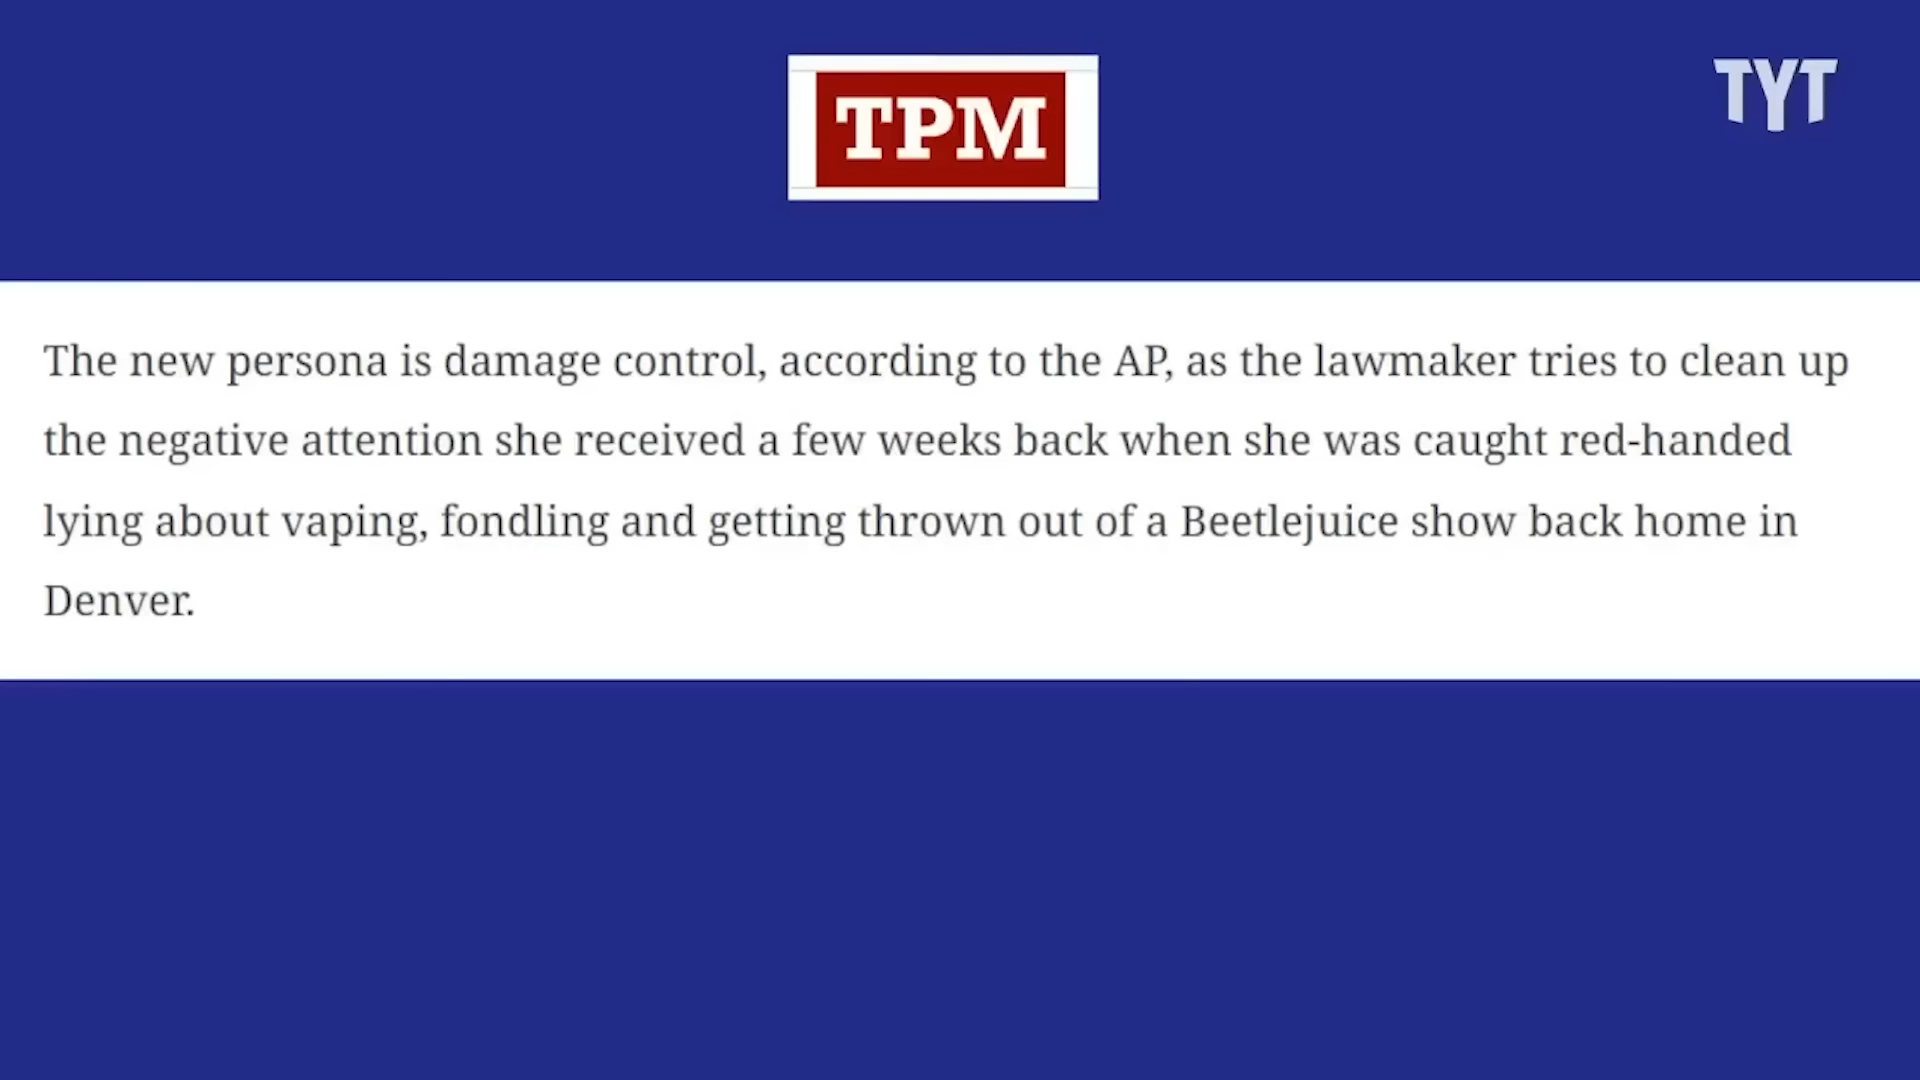 TPM
TYT
The new persona is damage control, according to the AP, as the lawmaker tries to clean up
the negative attention she received a few weeks back when she was caught red-handed
lying about vaping, fondling and getting thrown out of a Beetlejuice show back home in
Denver.